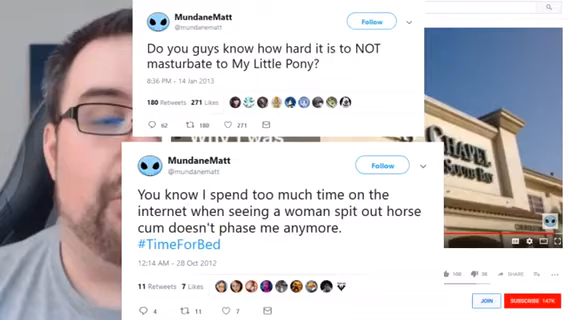 MundaneMatt
@mundanematt
Follow
Do you guys know how hard it is to NOT
masturbate to My Little Pony?
8:36 PM - 14 Jan 2013
180 Retweets 271 Likes
62 180 271
MundaneMatt
@mundanematt
Follow
You know I spend too much time on the
internet when seeing a woman spit out horse
cum doesn't phase me anymore.
#TimeForBed
12:14 AM - 28 Oct 2012
11 Retweets 7 Likes
4 11 7
CHAPEL
SHARE
JOIN
SUBSCRIBE 147K